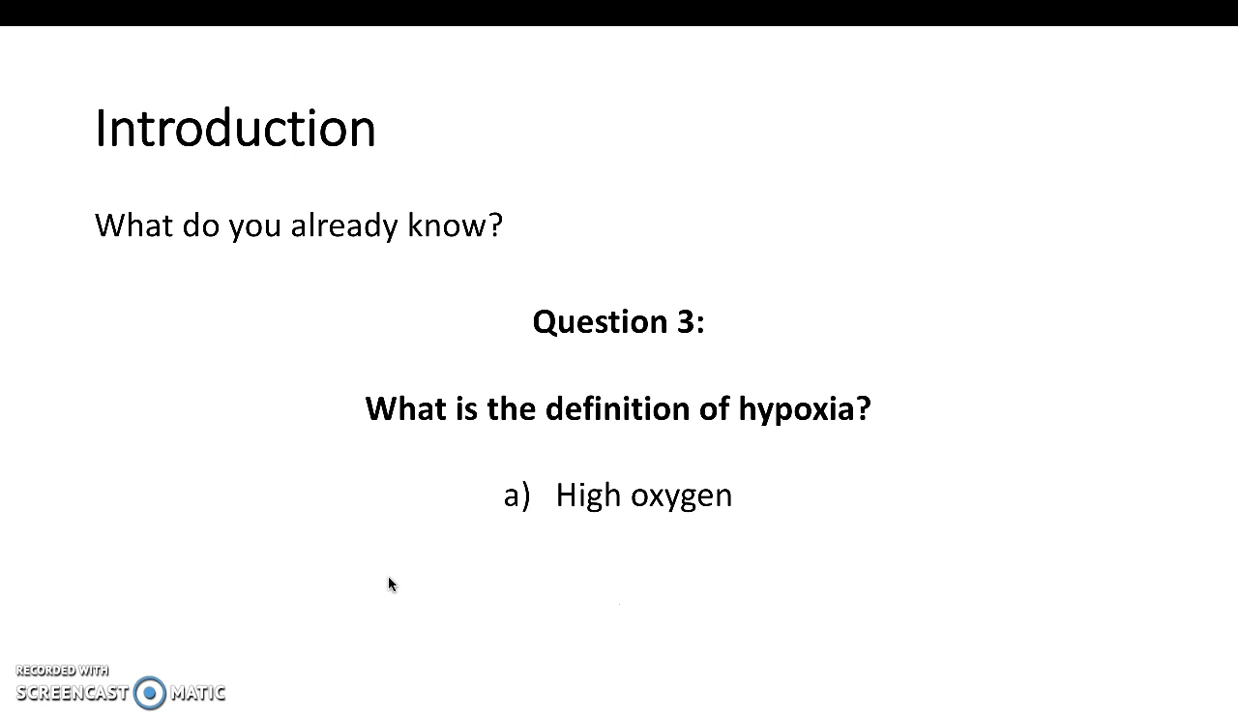 Introduction
What do you already know?
Question 3:
What is the definition of hypoxia?
a) High oxygen
RECORDED WITH
SCREENCAST MATIC